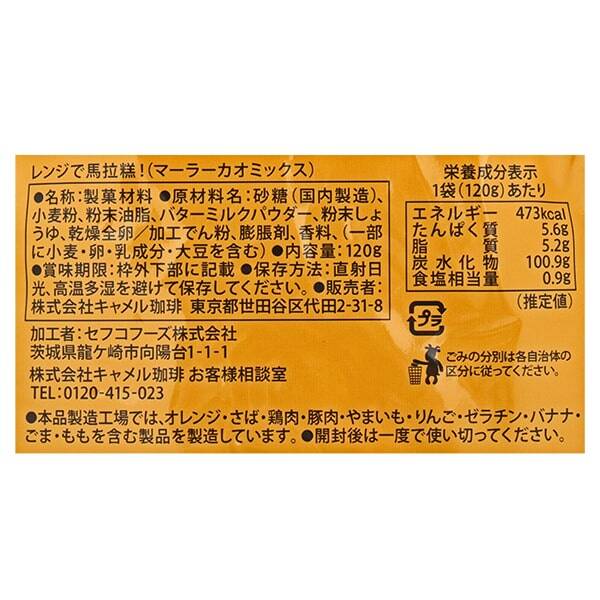 レンジで馬拉糕!(マーラーカオミックス)
●名称:製菓材料 ●原材料名:砂糖(国内製造)、
小麦粉、粉末油脂、バターミルクパウダー、粉末しょ
うゆ、乾燥全卵/加工でん粉、膨脹剤、香料、(一部
に小麦・卵・乳成分・大豆を含む) ●内容量:120g
●賞味期限:枠外下部に記載 ●保存方法:直射日
光、高温多湿を避けて保存してください。 ●販売者:
株式会社キャメル珈琲 東京都世田谷区代田2-31-8
加工者:セフコフーズ株式会社
茨城県龍ケ崎市向陽台1-1-1
株式会社キャメル珈琲 お客様相談室
TEL:0120-415-023
栄養成分表示
1袋(120g)あたり
エネルギー 473kcal
たんぱく質 5.6g
脂質 5.2g
炭水化物 100.9g
食塩相当量 0.9g
(推定値)
プラ
ごみの分別は各自治体の
区分に従ってください。
●本品製造工場では、オレンジ・さば・鶏肉・豚肉・やまいも・りんご・ゼラチン・バナナ・
ごま・ももを含む製品を製造しています。 ●開封後は一度で使い切ってください。